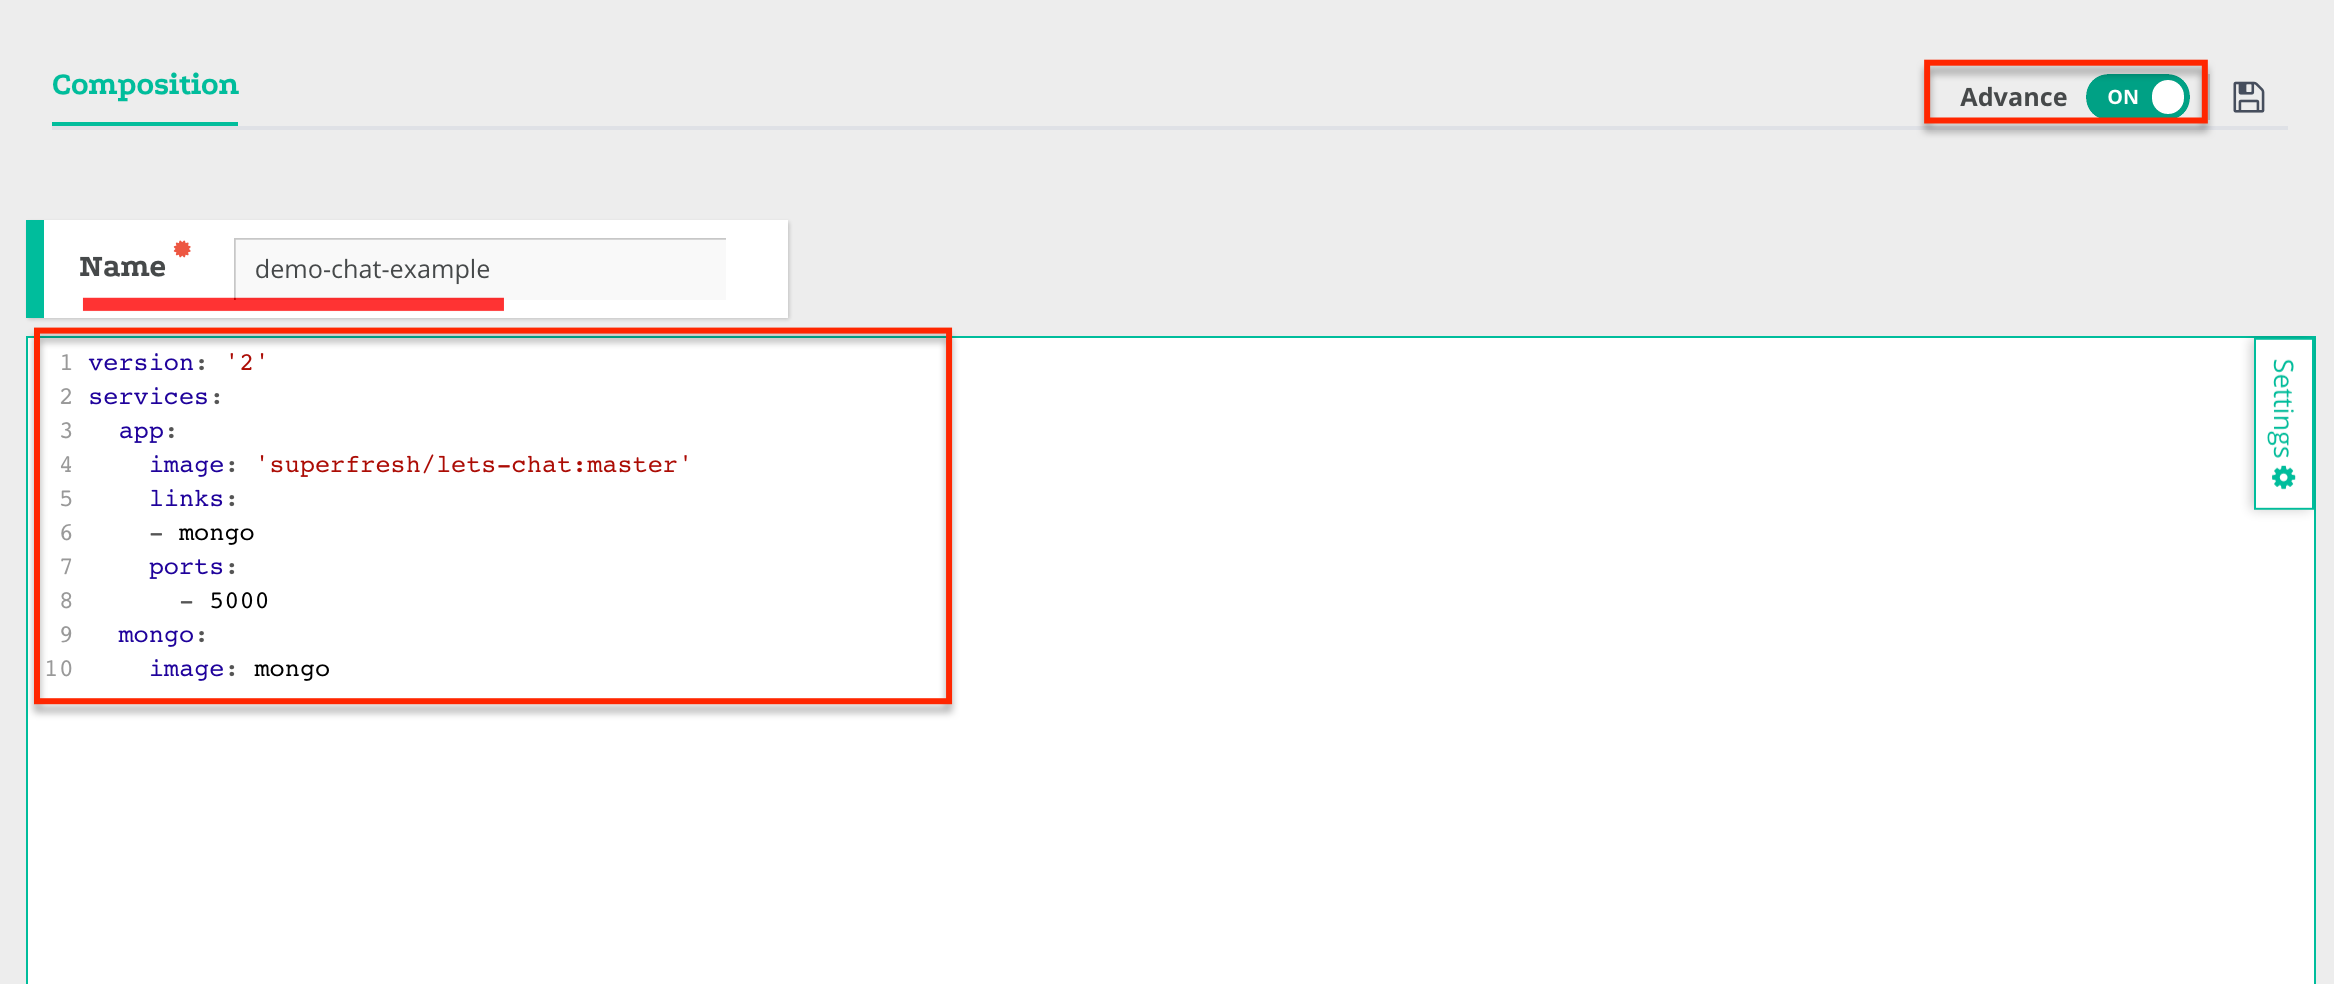 Composition
Advance ON
Name
demo-chat-example
1 version: '2'
2 services:
3   app:
4     image: 'superfresh/lets-chat:master'
5     links:
6     - mongo
7     ports:
8       - 5000
9   mongo:
10     image: mongo
Settings